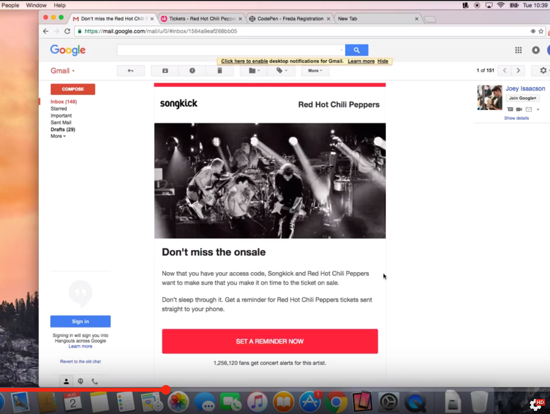 People Window Help
Tue 10:39
Don't miss the Red Hot Chili P
Tickets - Red Hot Chili Pepp
CodePen - Freda Registration
New Tab
https://mail.google.com/mail/u/0/#inbox/
Google
Click here to enable desktop notifications for Gmail. Learn more Hide
Gmail
More
1 of 151
COMPOSE
Inbox (149)
Starred
Important
Sent Mail
Drafts (29)
More
songkick
Red Hot Chili Peppers
Joey Isaacson
Join Google+
Show details
Don't miss the onsale
Now that you have your access code, Songkick and Red Hot Chili Peppers
want to make sure that you make it on time to the ticket on sale.
Don't sleep through it. Get a reminder for Red Hot Chili Peppers tickets sent
straight to your phone.
SET A REMINDER NOW
1,256,120 fans get concert alerts for this artist.
Sign in
Signing in will sign you into
Hangouts across Google
Learn more
Revert to the old chat
2
HD